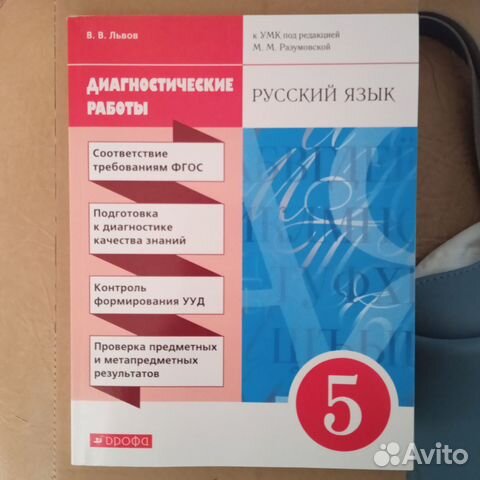 В. В. Львов
к УМК под редакцией
М. М. Разумовской
ДИАГНОСТИЧЕСКИЕ
РАБОТЫ
РУССКИЙ ЯЗЫК
Соответствие
требованиям ФГОС
Подготовка
к диагностике
качества знаний
Контроль
формирования УУД
Проверка предметных
и метапредметных
результатов
дрофа
5
Avito